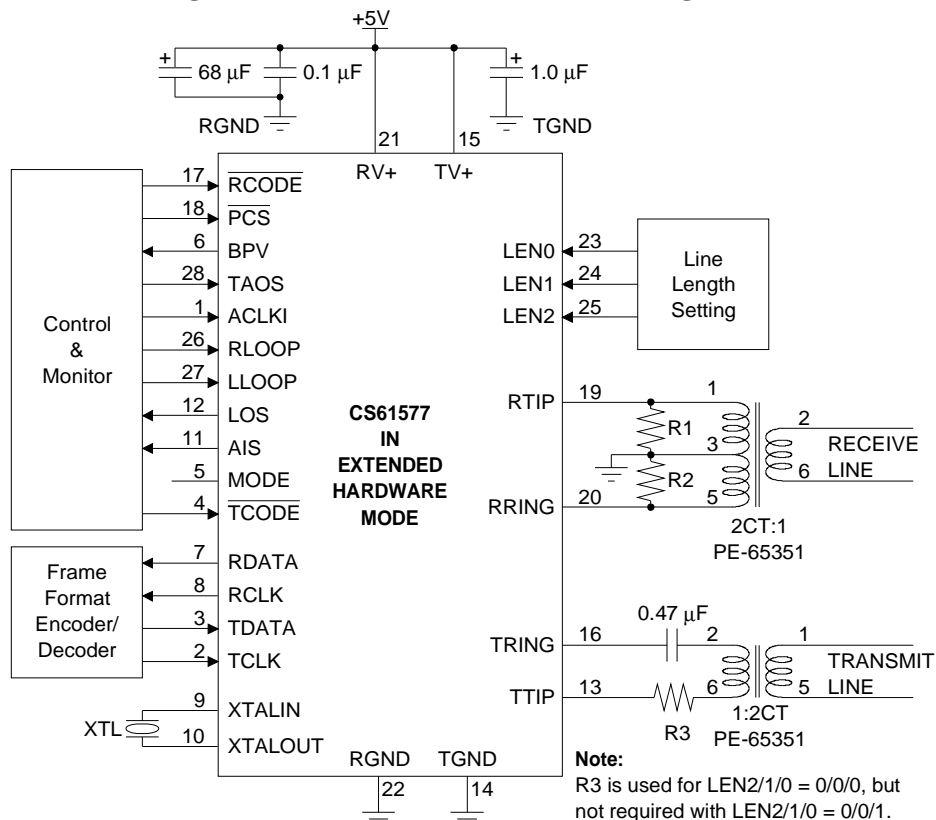 +5V
+
68 µF
0.1 µF
+
1.0 µF
RGND
TGND
21
15
RV+
TV+
Control
&
Monitor
17
RCODE
18
PCS
6
BPV
28
TAOS
1
ACLKI
26
RLOOP
27
LLOOP
12
LOS
11
AIS
5
MODE
4
TCODE
Frame
Format
Encoder/
Decoder
7
RDATA
8
RCLK
3
TDATA
2
TCLK
XTL
9
XTALIN
10
XTALOUT
CS61577
IN
EXTENDED
HARDWARE
MODE
LEN0
23
LEN1
24
LEN2
25
Line
Length
Setting
RTIP
19
RRING
20
R1
R2
1
3
5
2
6
RECEIVE
LINE
2CT:1
PE-65351
TRING
16
0.47 µF
TTIP
13
R3
2
6
1
5
TRANSMIT
LINE
1:2CT
PE-65351
RGND
TGND
22
14
Note:
R3 is used for LEN2/1/0 = 0/0/0, but
not required with LEN2/1/0 = 0/0/1.